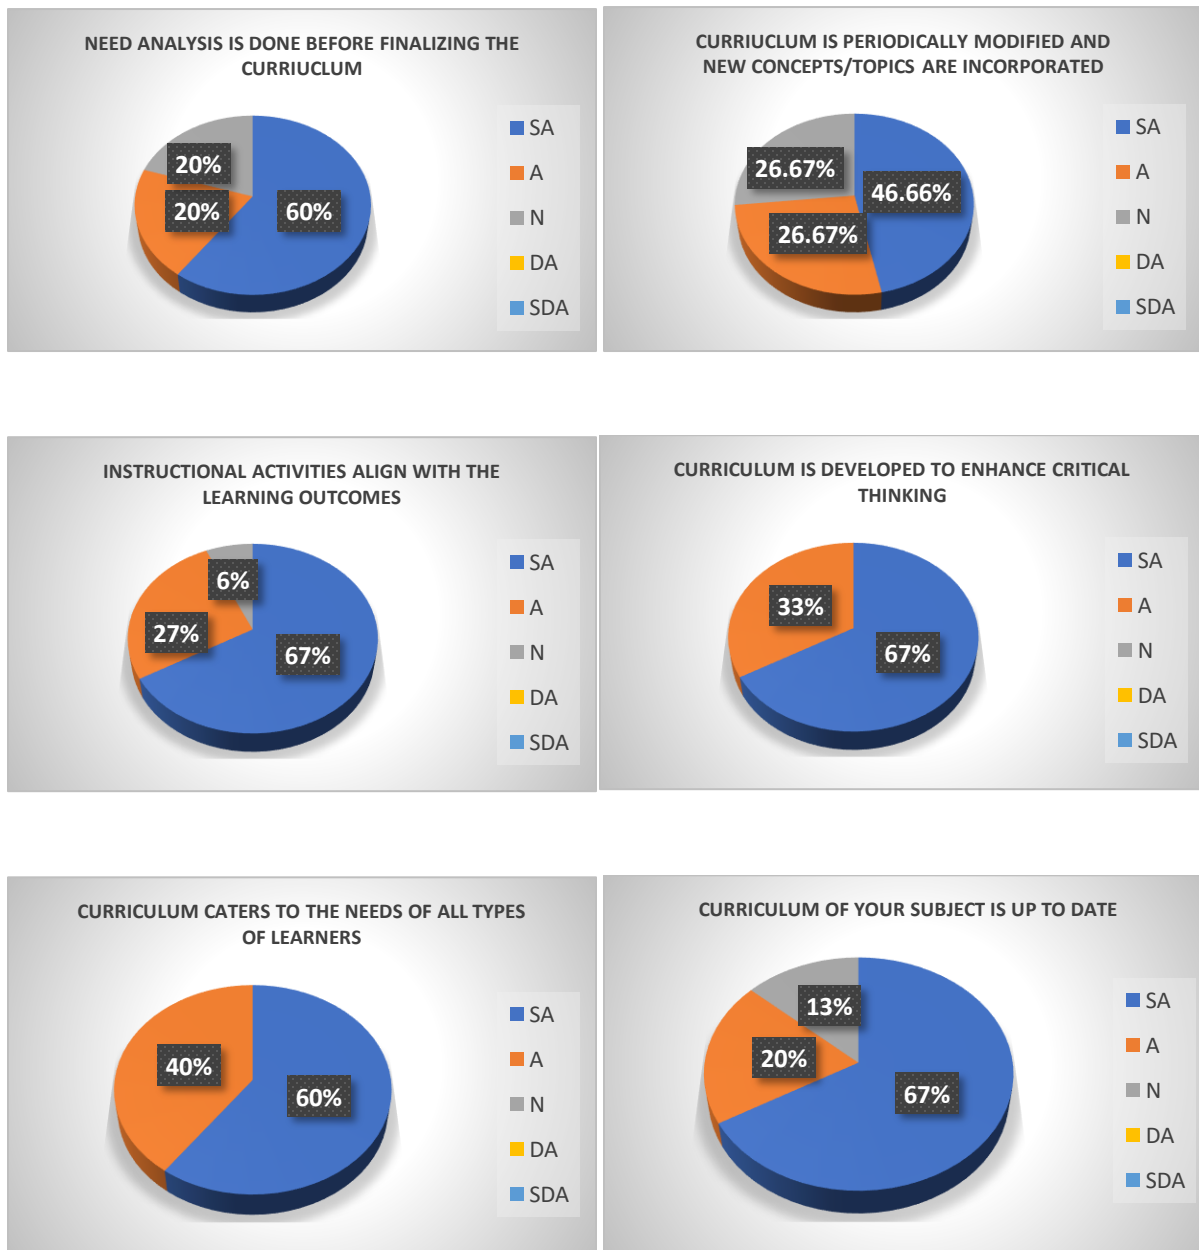 NEED ANALYSIS IS DONE BEFORE FINALIZING THE
CURRIUCLUM
20%
20%
60%
SA
A
N
DA
SDA
CURRIUCLUM IS PERIODICALLY MODIFIED AND
NEW CONCEPTS/TOPICS ARE INCORPORATED
26.67%
46.66%
26.67%
SA
A
N
DA
SDA
INSTRUCTIONAL ACTIVITIES ALIGN WITH THE
LEARNING OUTCOMES
6%
27%
67%
SA
A
N
DA
SDA
CURRICULUM IS DEVELOPED TO ENHANCE CRITICAL
THINKING
33%
67%
SA
A
N
DA
SDA
CURRICULUM CATERS TO THE NEEDS OF ALL TYPES
OF LEARNERS
40%
60%
SA
A
N
DA
SDA
CURRICULUM OF YOUR SUBJECT IS UP TO DATE
13%
20%
67%
SA
A
N
DA
SDA